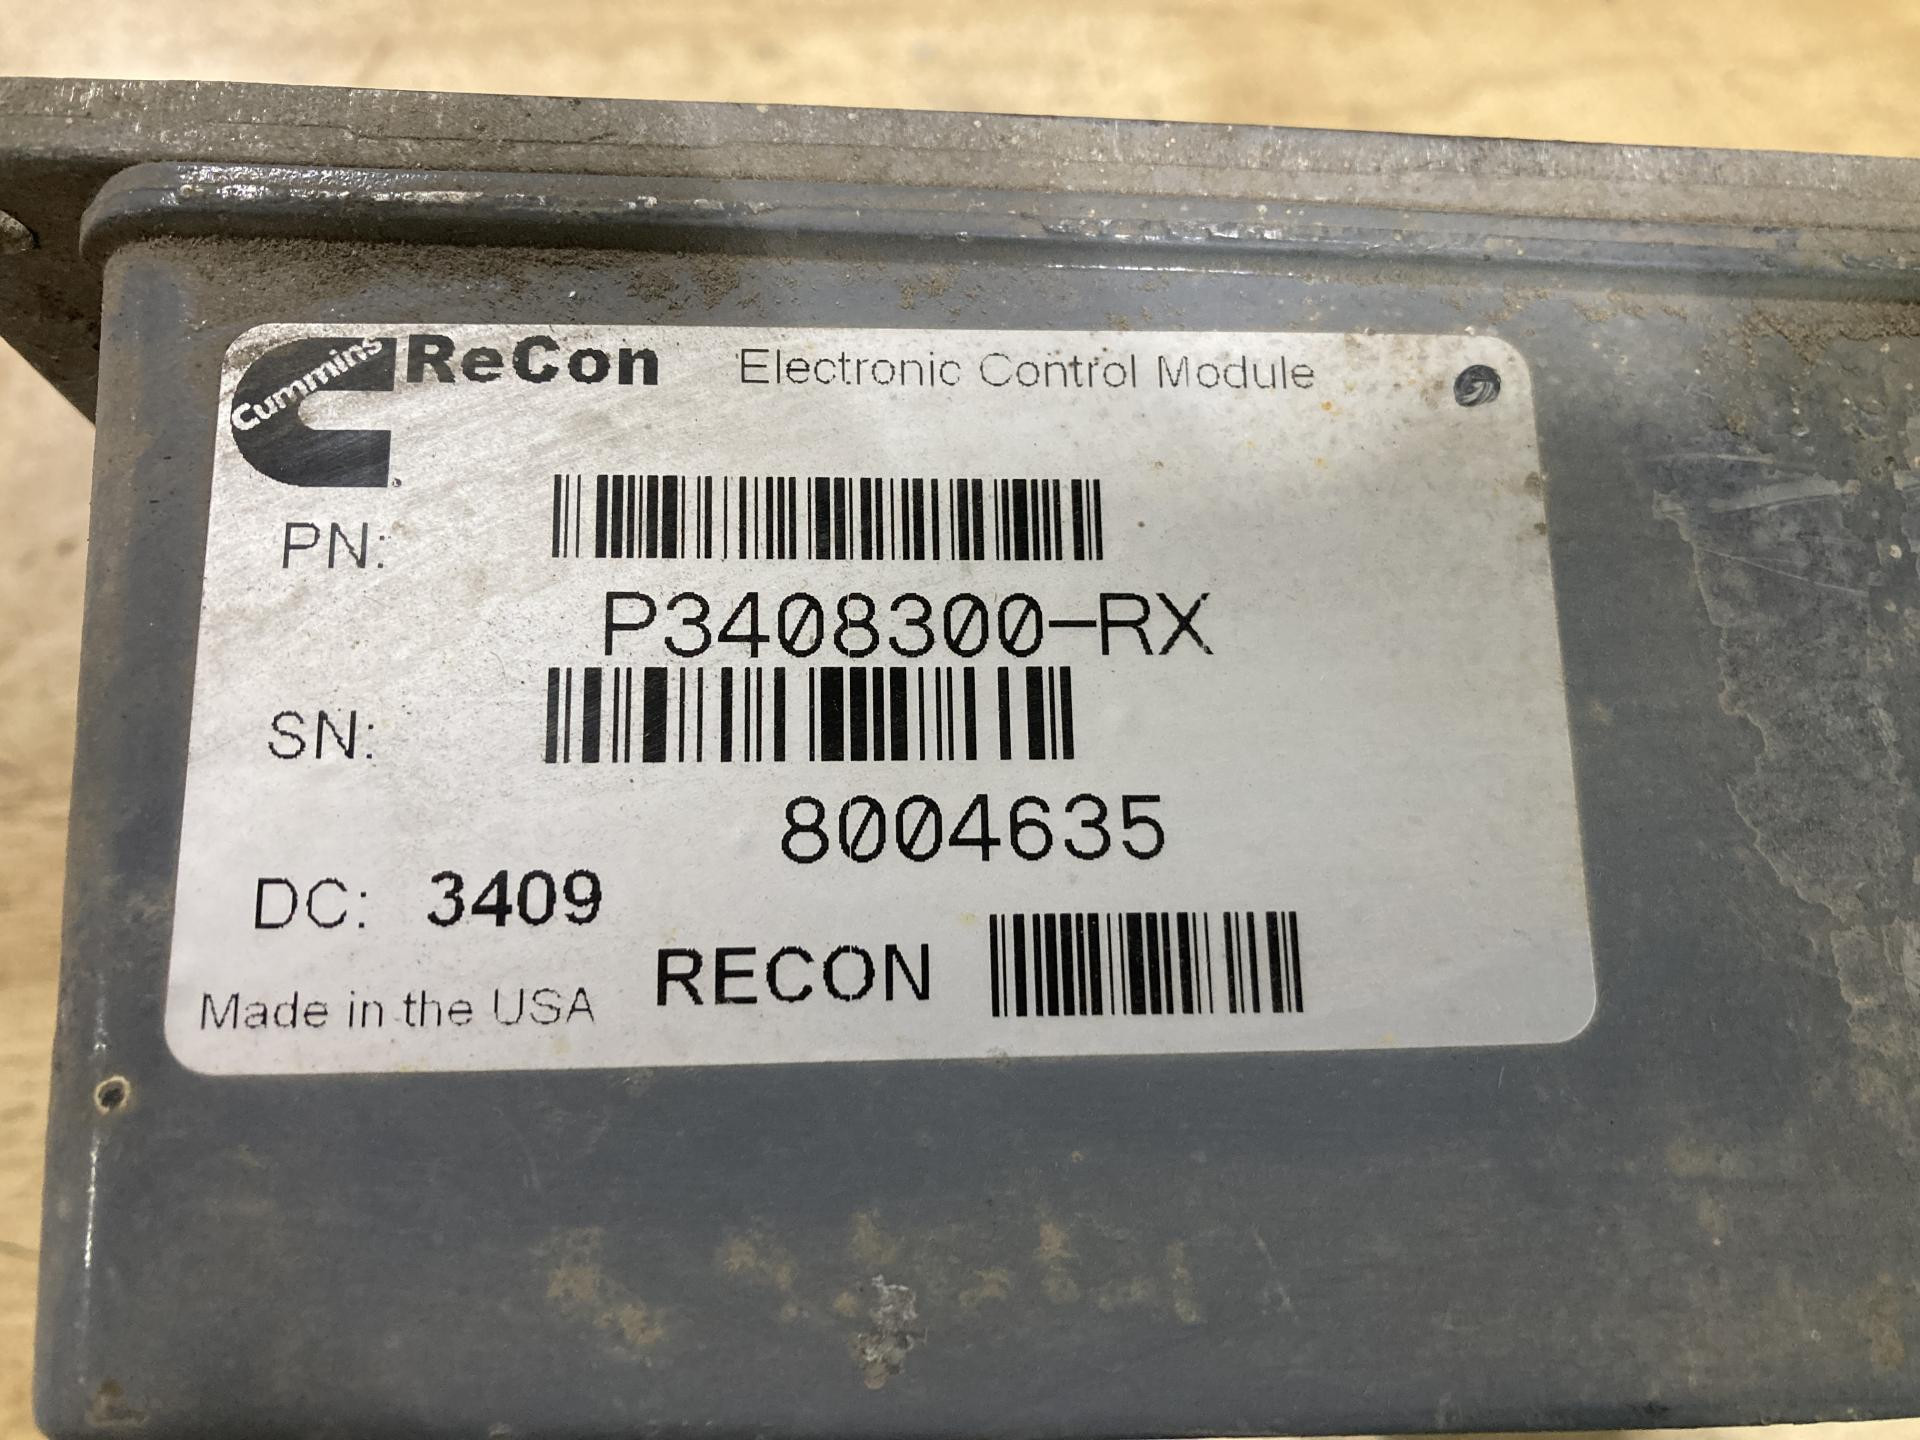 Cummins ReCon Electronic Control Module
PN:
P3408300-RX
SN:
8004635
DC: 3409
RECON
Made in the USA